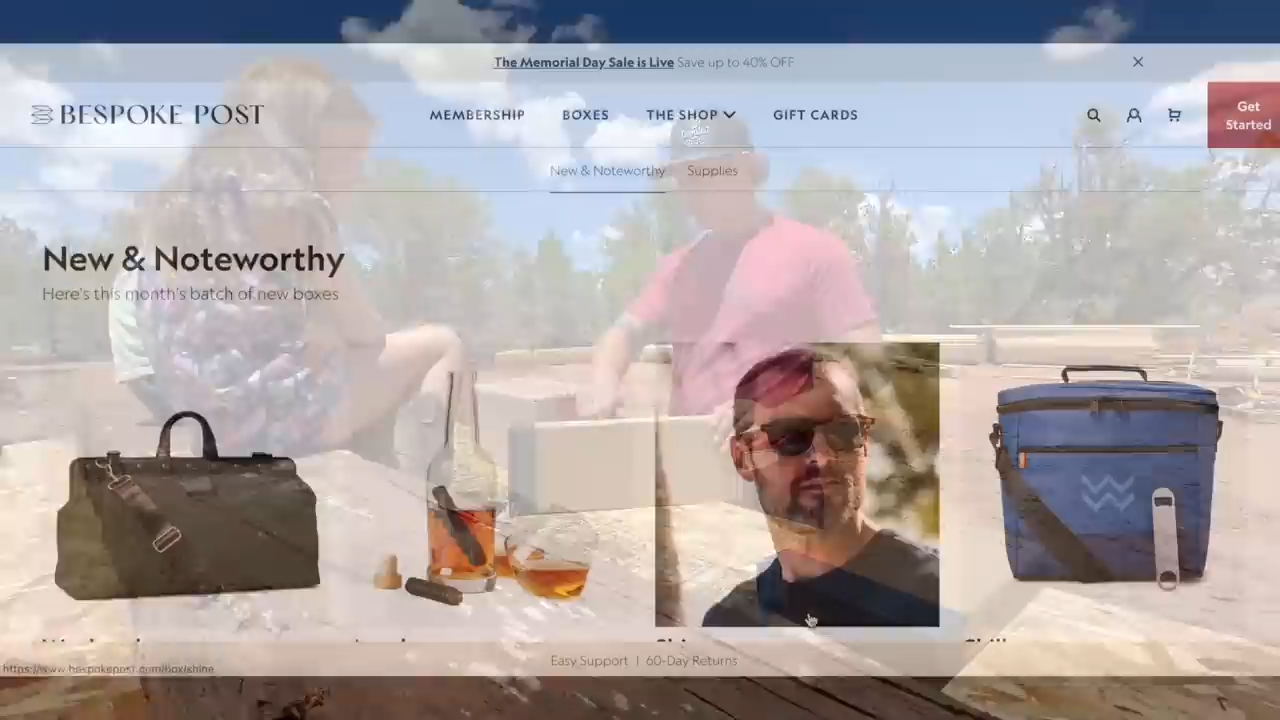 The Memorial Day Sale is Live Save up to 40% OFF
BESPOKE POST
MEMBERSHIP
BOXES
THE SHOP
GIFT CARDS
Get
Started
New & Noteworthy
Supplies
New & Noteworthy
Here's this month's batch of new boxes
Easy Support | 60-Day Returns
https://www.bespokepost.com/box/shine